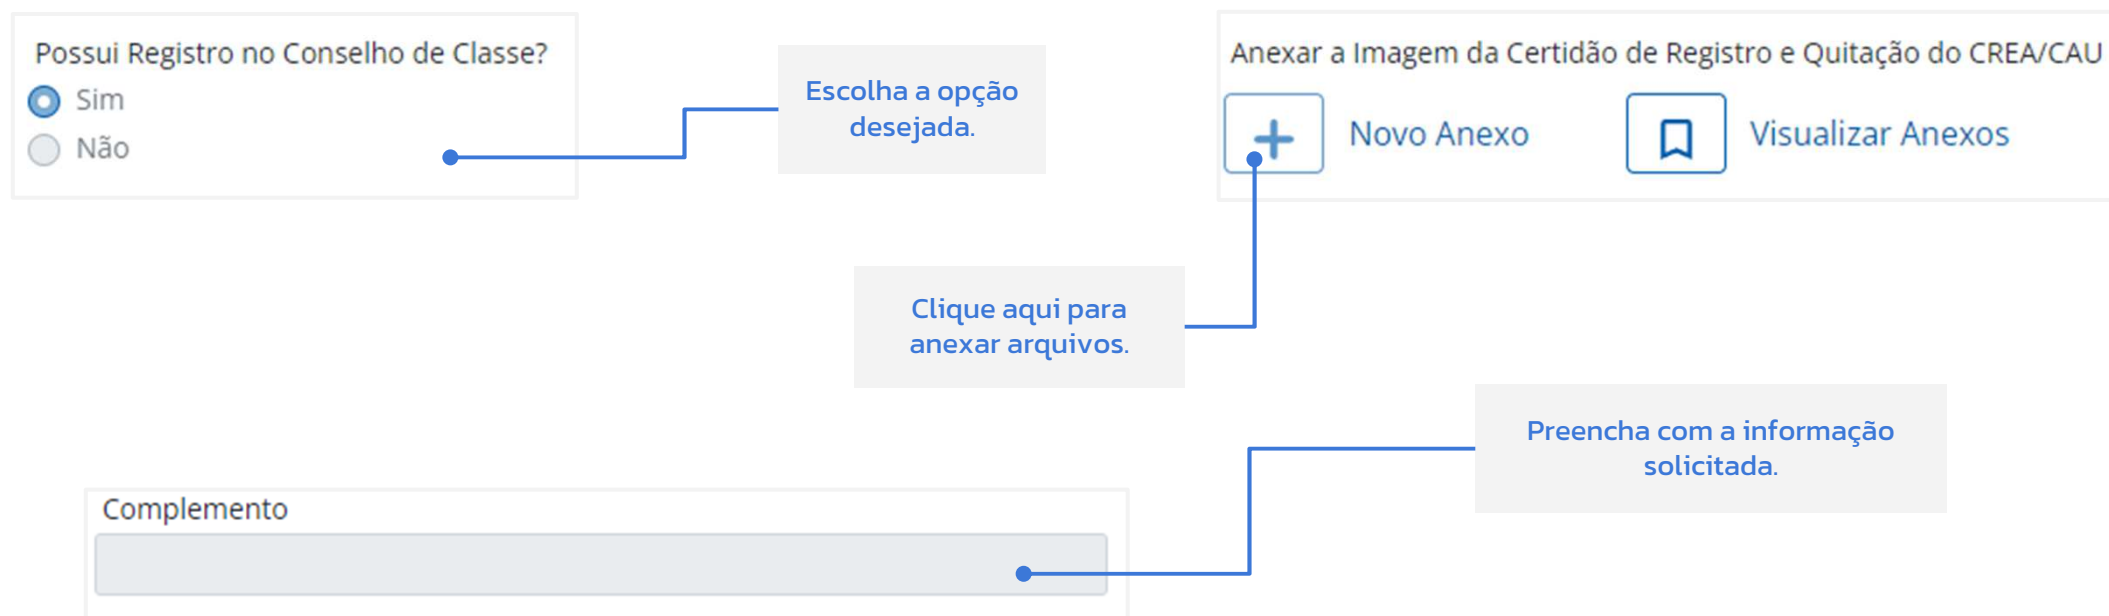 Possui Registro no Conselho de Classe?
Sim
Não
Escolha a opção
desejada.
Anexar a Imagem da Certidão de Registro e Quitação do CREA/CAU
Novo Anexo
Visualizar Anexos
Clique aqui para
anexar arquivos.
Preencha com a informação
solicitada.
Complemento